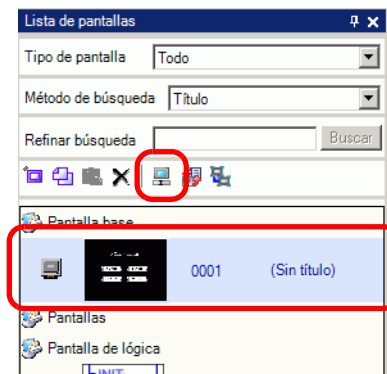 Lista de pantallas
Tipo de pantalla Todo
Método de búsqueda Título
Refinar búsqueda Buscar
Pantalla base
0001 (Sin título)
Pantallas
Pantalla de lógica
INIT